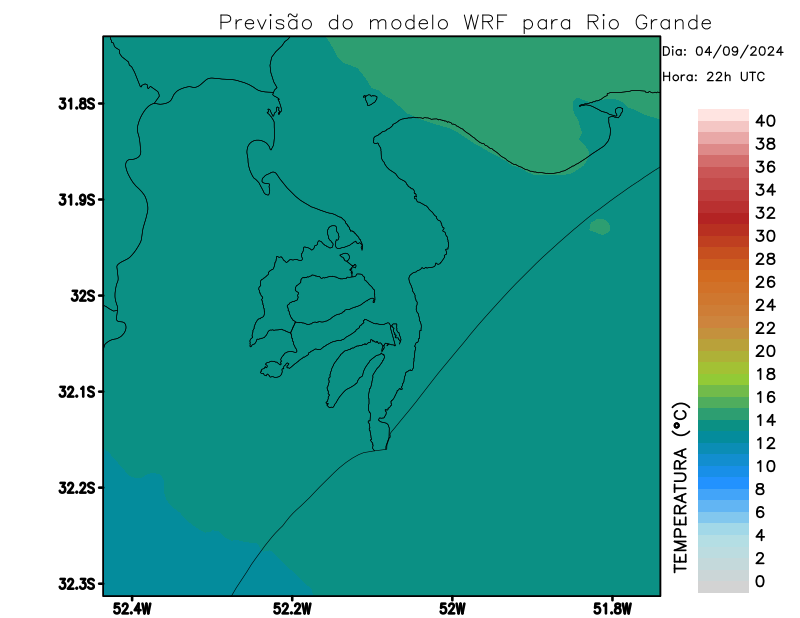 Previsão do modelo WRF para Rio Grande
Dia: 04/09/2024
Hora: 22h UTC
31.8S
31.9S
32S
32.1S
32.2S
32.3S
52.4W
52.2W
52W
51.8W
TEMPERATURA (°C)
40
38
36
34
32
30
28
26
24
22
20
18
16
14
12
10
8
6
4
2
0